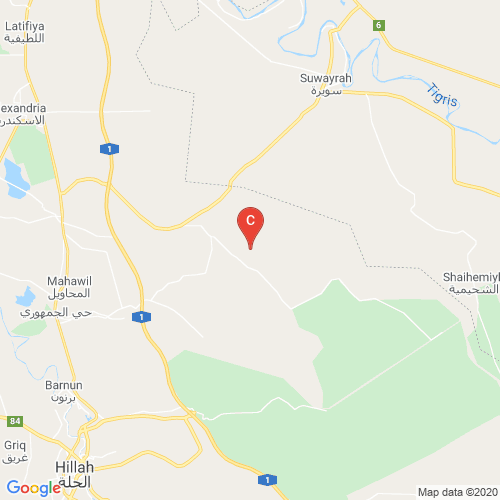 Latifiya
اللطيفية
6
Suwayrah
سويرة
Tigris
exandria
الاسكندر
1
C
Shaihemiyh
الشحيمية
Mahawil
المحاويل
حي الجمهوري
1
Barnun
برنون
84
Griq
غريق
Hillah
الحلة
1
Google
Map data ©2020